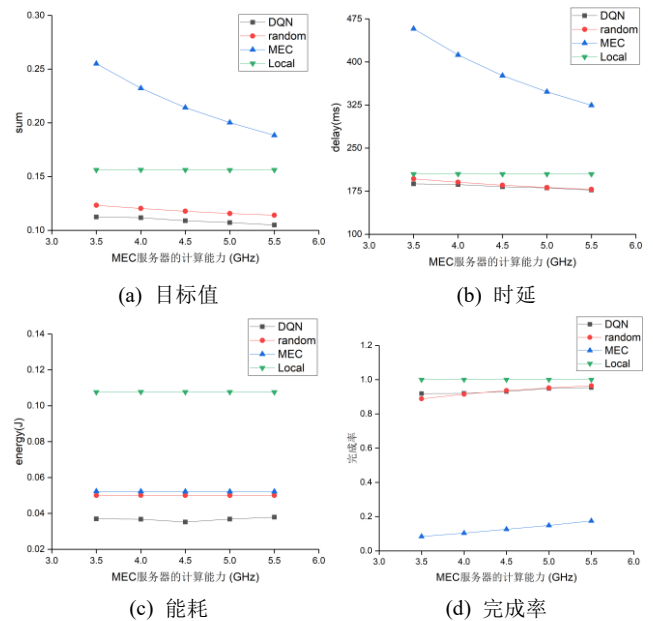 0.30
0.25
0.20
0.15
0.10
3.0 3.5 4.0 4.5 5.0 5.5 6.0
sum
MEC服务器的计算能力 (GHz)
DQN
random
MEC
Local
(a) 目标值
475
400
325
250
175
100
3.0 3.5 4.0 4.5 5.0 5.5 6.0
delay(ms)
MEC服务器的计算能力 (GHz)
DQN
random
MEC
Local
(b) 时延
0.14
0.12
0.10
0.08
0.06
0.04
0.02
3.0 3.5 4.0 4.5 5.0 5.5 6.0
energy(J)
MEC服务器的计算能力 (GHz)
DQN
random
MEC
Local
(c) 能耗
1.2
1.0
0.8
0.6
0.4
0.2
0.0
3.0 3.5 4.0 4.5 5.0 5.5 6.0
完成率
MEC服务器的计算能力 (GHz)
DQN
random
MEC
Local
(d) 完成率